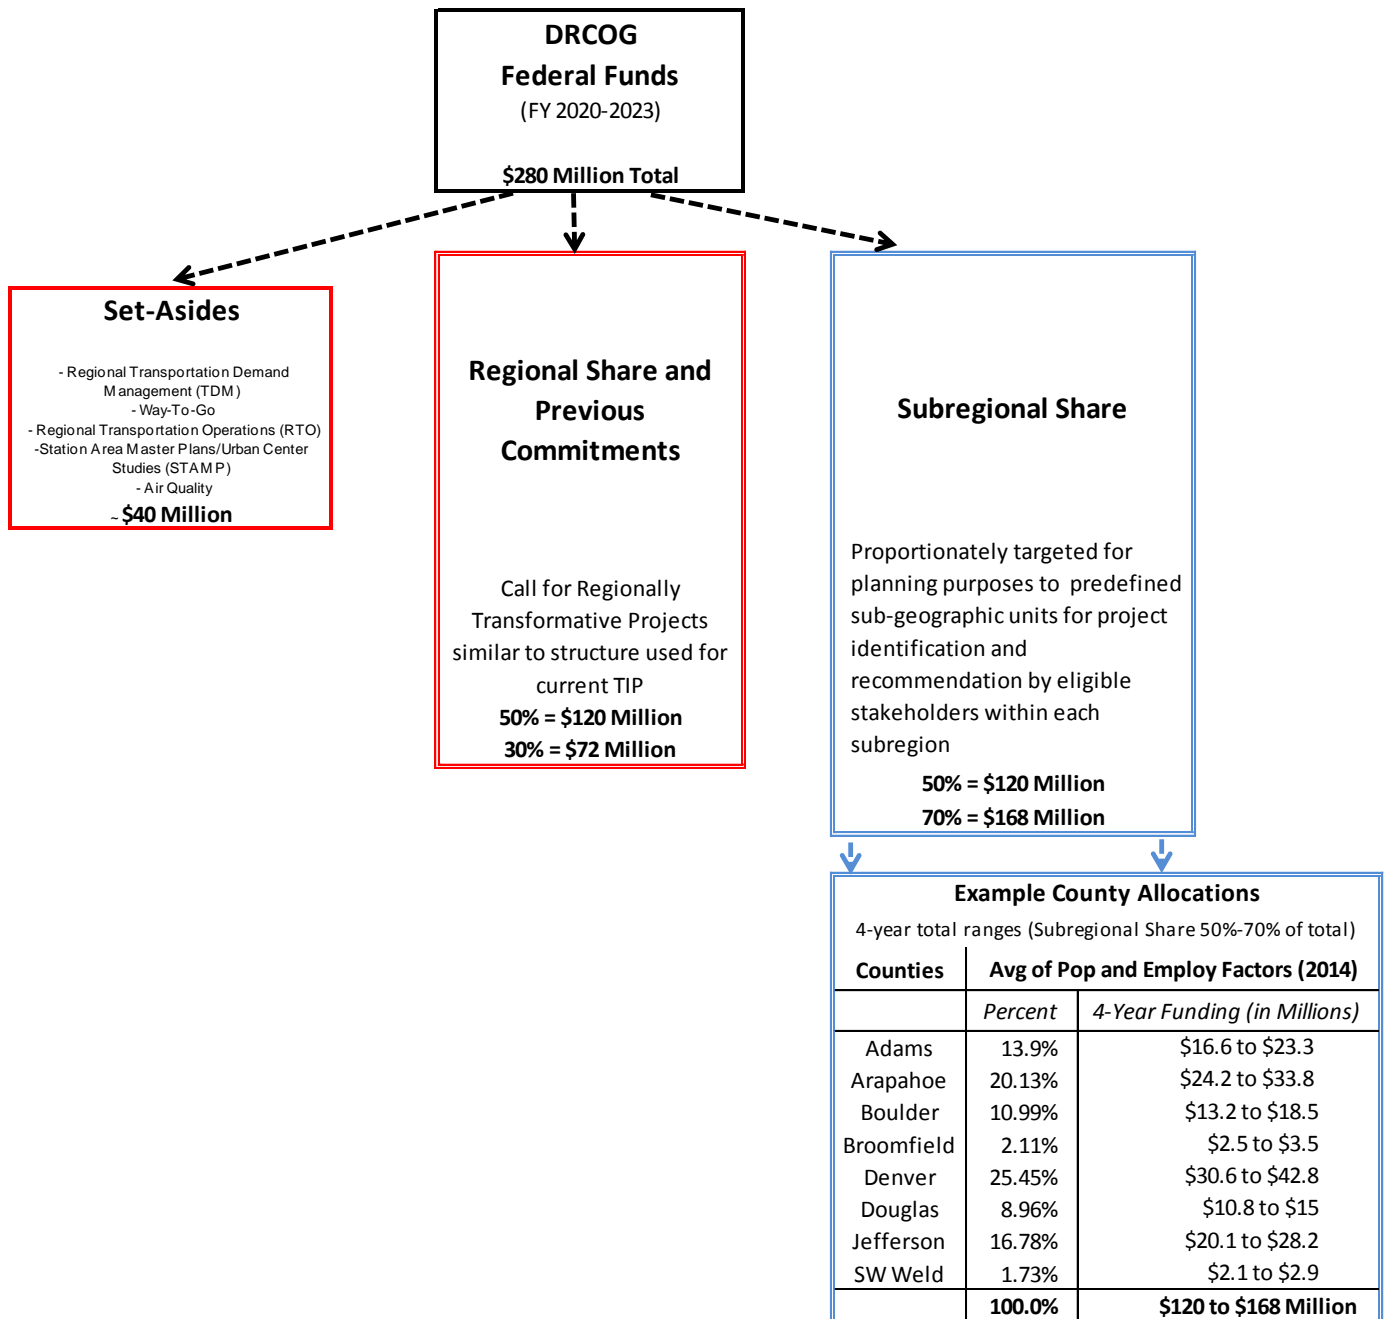 DRCOG
Federal Funds
(FY 2020-2023)
$280 Million Total
Set-Asides
- Regional Transportation Demand
Management (TDM)
- Way-To-Go
- Regional Transportation Operations (RTO)
-Station Area Master Plans/Urban Center
Studies (STAMP)
- Air Quality
~ $40 Million
Regional Share and
Previous
Commitments
Call for Regionally
Transformative Projects
similar to structure used for
current TIP
50% = $120 Million
30% = $72 Million
Subregional Share
Proportionately targeted for
planning purposes to predefined
sub-geographic units for project
identification and
recommendation by eligible
stakeholders within each
subregion
50% = $120 Million
70% = $168 Million
Example County Allocations
4-year total ranges (Subregional Share 50%-70% of total)
Counties Avg of Pop and Employ Factors (2014)
Percent 4-Year Funding (in Millions)
Adams 13.9% $16.6 to $23.3
Arapahoe 20.13% $24.2 to $33.8
Boulder 10.99% $13.2 to $18.5
Broomfield 2.11% $2.5 to $3.5
Denver 25.45% $30.6 to $42.8
Douglas 8.96% $10.8 to $15
Jefferson 16.78% $20.1 to $28.2
SW Weld 1.73% $2.1 to $2.9
100.0% $120 to $168 Million